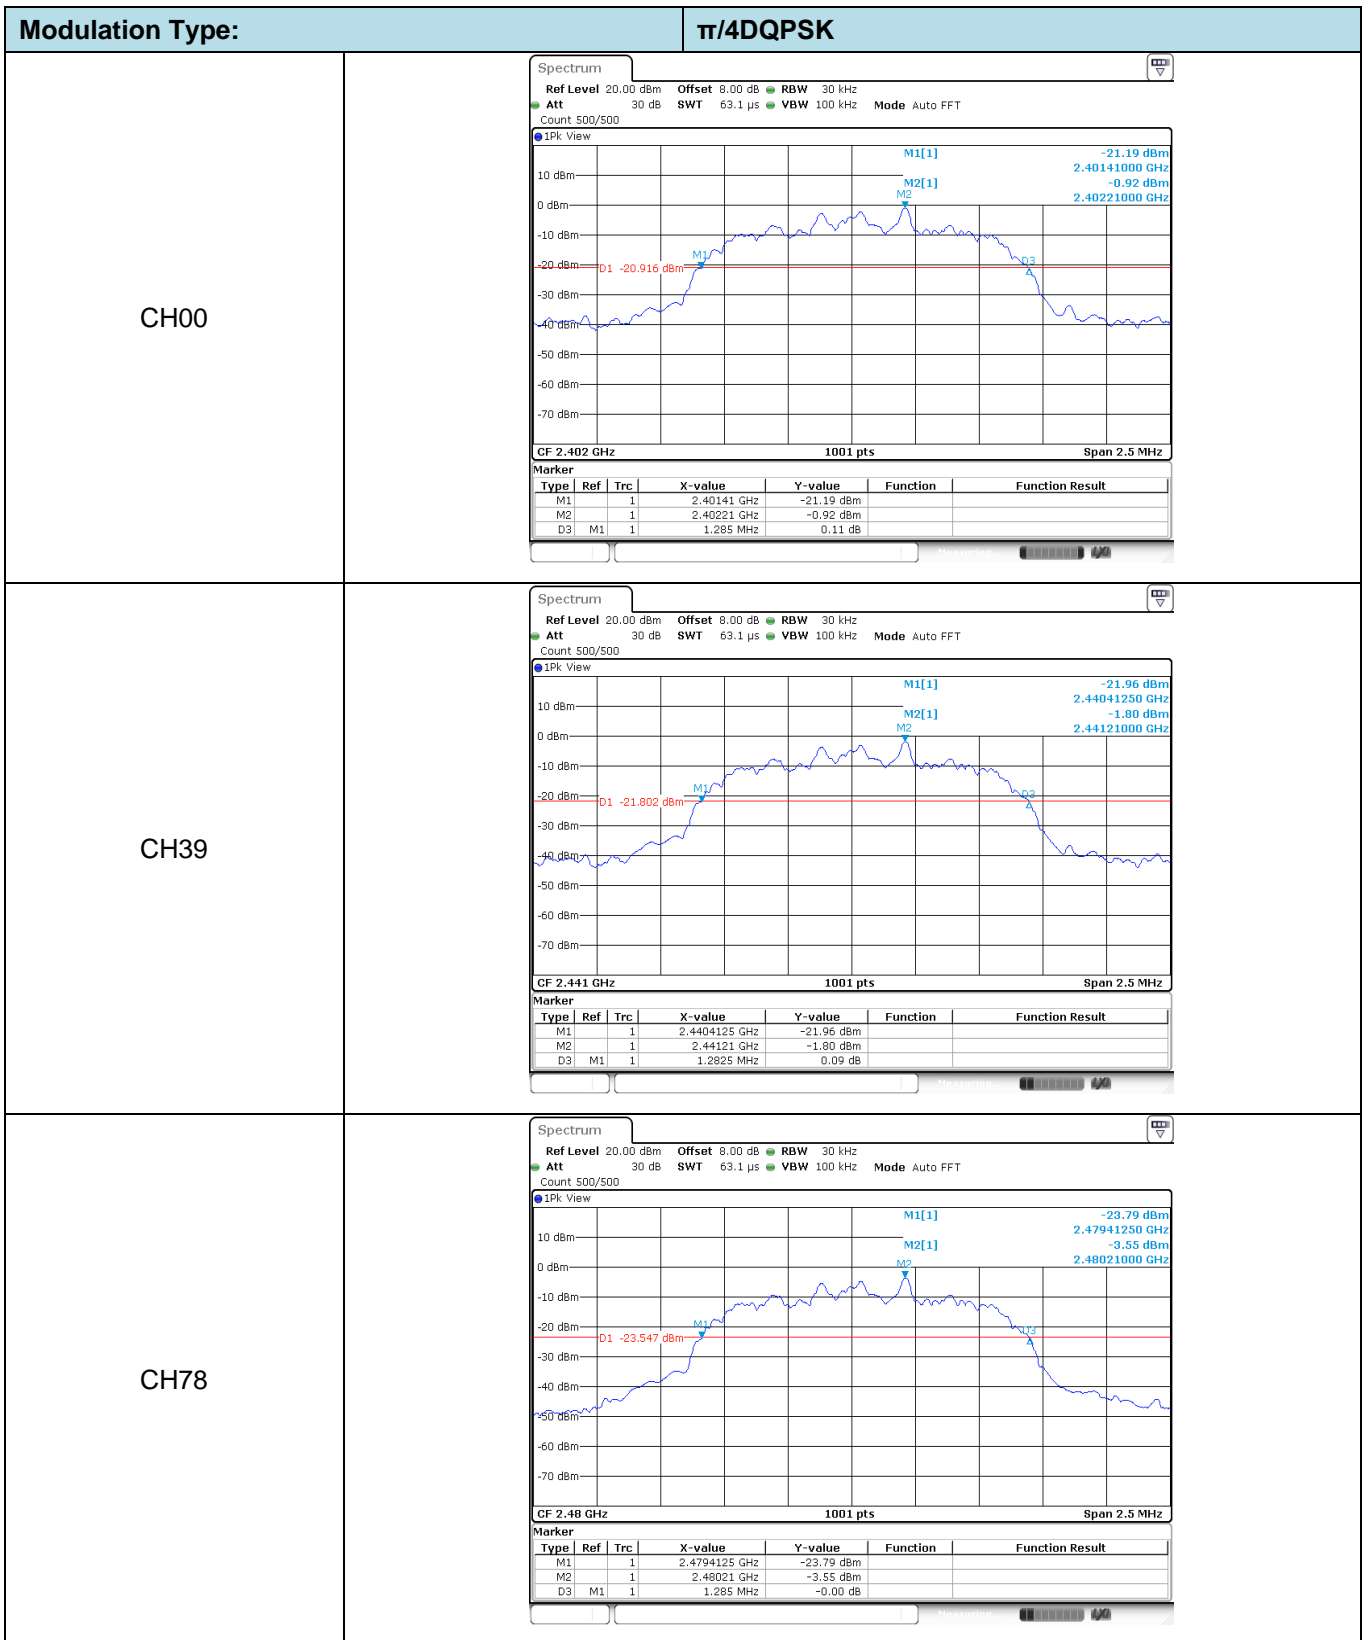 Modulation Type: π/4DQPSK
CH00
Spectrum
Ref Level 20.00 dBm Offset 8.00 dB RBW 30 kHz
Att 30 dB SWT 63.1 µs VBW 100 kHz Mode Auto FFT
Count 500/500
1Pk View
M1[1] -21.19 dBm
2.40141000 GHz
10 dBm
M2[1] -0.92 dBm
M2
2.40221000 GHz
0 dBm
-10 dBm
M1
D3
-20 dBm
D1 -20.916 dBm
-30 dBm
-40 dBm
-50 dBm
-60 dBm
-70 dBm
CF 2.402 GHz 1001 pts Span 2.5 MHz
Marker
Type Ref Trc X-value Y-value Function Function Result
M1 1 2.40141 GHz -21.19 dBm
M2 1 2.40221 GHz -0.92 dBm
D3 M1 1 1.285 MHz 0.11 dB
Measuring...
LXI
CH39
Spectrum
Ref Level 20.00 dBm Offset 8.00 dB RBW 30 kHz
Att 30 dB SWT 63.1 µs VBW 100 kHz Mode Auto FFT
Count 500/500
1Pk View
M1[1] -21.96 dBm
2.44041250 GHz
10 dBm
M2[1] -1.80 dBm
M2
2.44121000 GHz
0 dBm
-10 dBm
M1
D3
-20 dBm
D1 -21.802 dBm
-30 dBm
-40 dBm
-50 dBm
-60 dBm
-70 dBm
CF 2.441 GHz 1001 pts Span 2.5 MHz
Marker
Type Ref Trc X-value Y-value Function Function Result
M1 1 2.4404125 GHz -21.96 dBm
M2 1 2.44121 GHz -1.80 dBm
D3 M1 1 1.2825 MHz 0.09 dB
Measuring...
LXI
CH78
Spectrum
Ref Level 20.00 dBm Offset 8.00 dB RBW 30 kHz
Att 30 dB SWT 63.1 µs VBW 100 kHz Mode Auto FFT
Count 500/500
1Pk View
M1[1] -23.79 dBm
2.47941250 GHz
10 dBm
M2[1] -3.55 dBm
2.48021000 GHz
M2
0 dBm
-10 dBm
M1
D3
-20 dBm
D1 -23.547 dBm
-30 dBm
-40 dBm
-50 dBm
-60 dBm
-70 dBm
CF 2.48 GHz 1001 pts Span 2.5 MHz
Marker
Type Ref Trc X-value Y-value Function Function Result
M1 1 2.4794125 GHz -23.79 dBm
M2 1 2.48021 GHz -3.55 dBm
D3 M1 1 1.285 MHz -0.00 dB
Measuring...
LXI